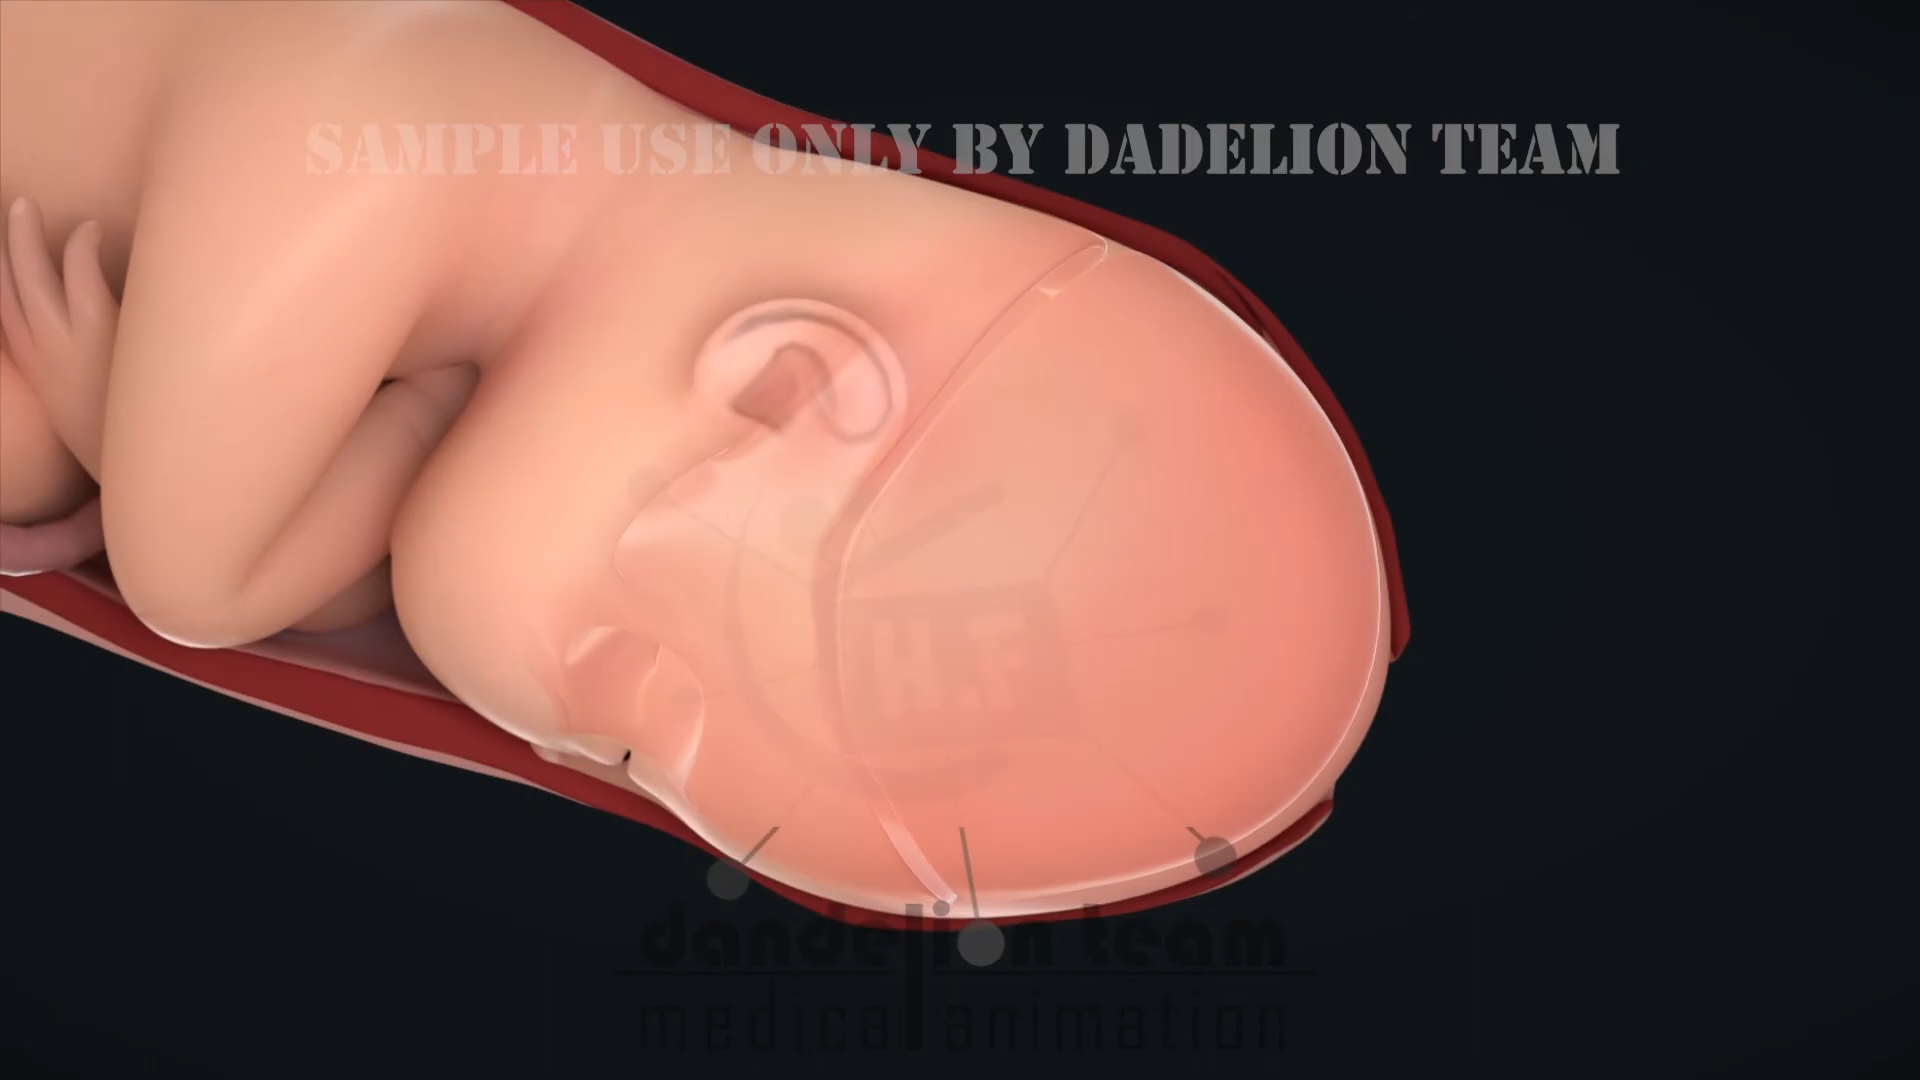 SAMPLE USE ONLY BY DADELION TEAM
H.F
dandelion team
medical animation